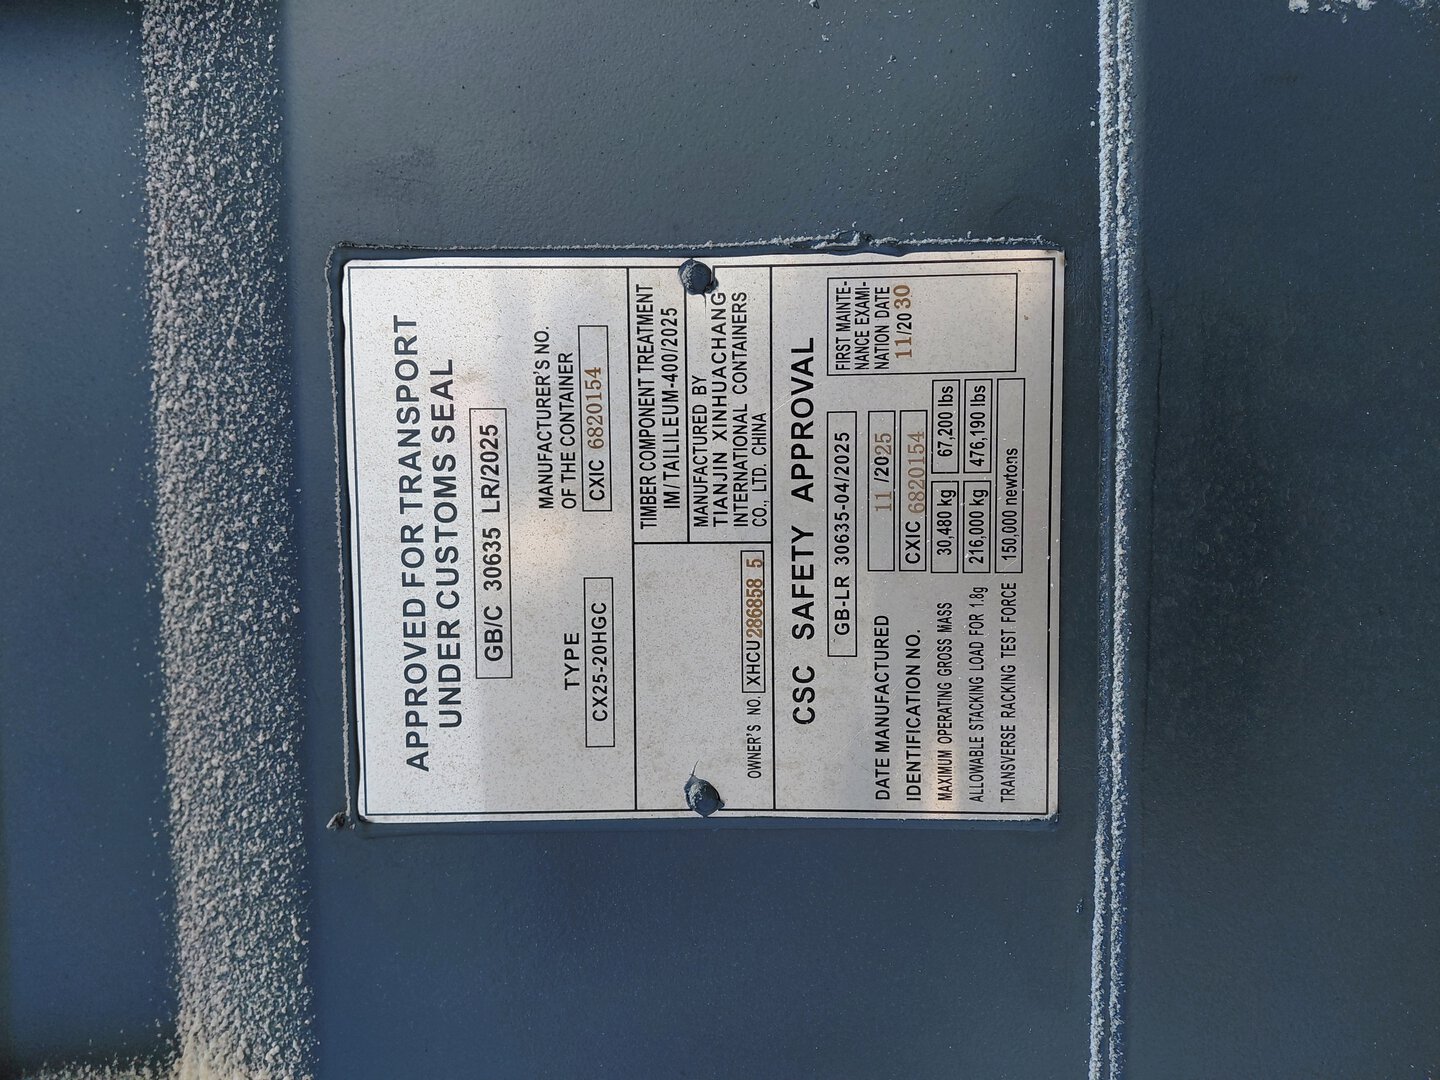 APPROVED FOR TRANSPORT
UNDER CUSTOMS SEAL
GB/C 30635 LR/2025
TYPE
CX25-20HGC
MANUFACTURER'S NO.
OF THE CONTAINER
CXIC 6820154
OWNER'S NO. XHCU 286858 5
TIMBER COMPONENT TREATMENT
IM/TAILILEUM-400/2025
MANUFACTURED BY
TIANJIN XINHUACHANG
INTERNATIONAL CONTAINERS
CO., LTD. CHINA
CSC SAFETY APPROVAL
GB-LR 30635-04/2025
DATE MANUFACTURED 11/2025
IDENTIFICATION NO. CXIC 6820154
MAXIMUM OPERATING GROSS MASS 30,480 kg 67,200 lbs
ALLOWABLE STACKING LOAD FOR 1.8g 216,000 kg 476,190 lbs
TRANSVERSE RACKING TEST FORCE 150,000 newtons
FIRST MAINTE-
NANCE EXAMI-
NATION DATE
11/2030